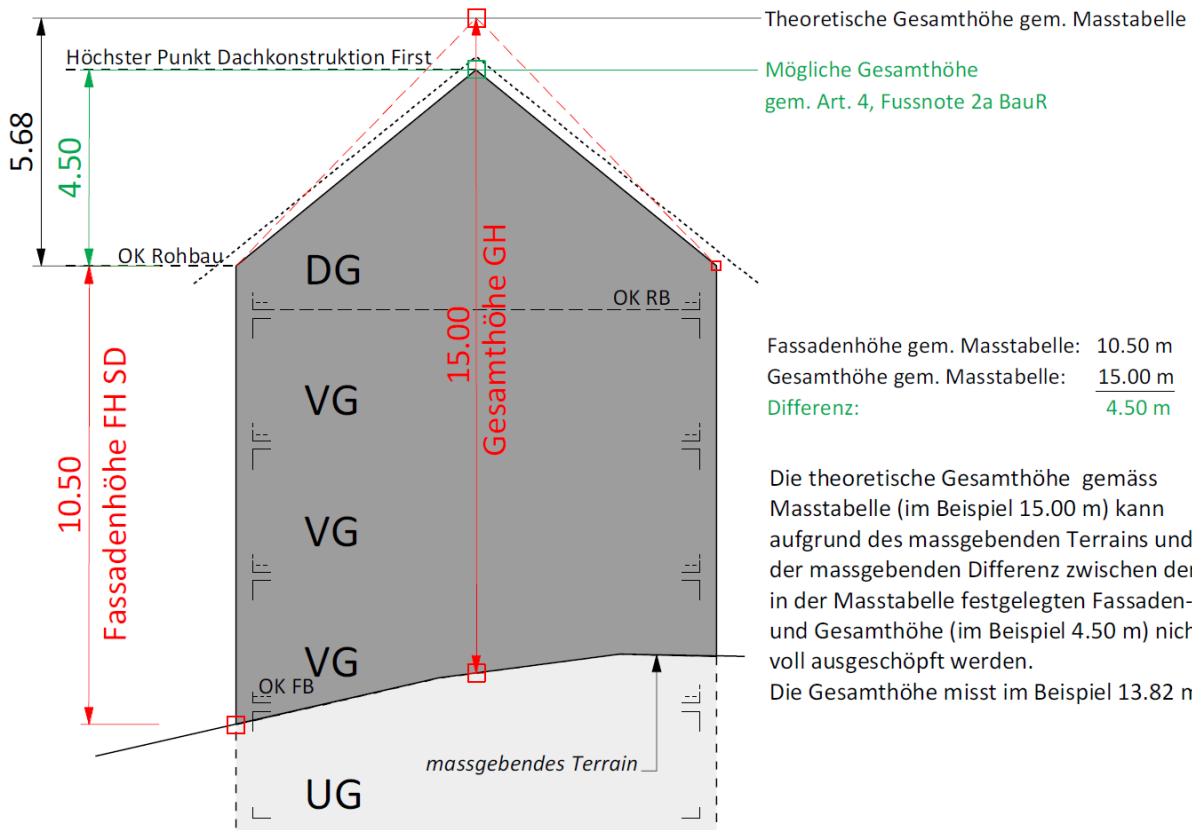 Theoretische Gesamthöhe gem. Masstabelle
Höchster Punkt Dachkonstruktion First
Mögliche Gesamthöhe
gem. Art. 4, Fussnote 2a BauR
5.68
4.50
OK Rohbau
DG
OK RB
15.00
Gesamthöhe GH
10.50
Fassadenhöhe FH SD
VG
VG
VG
OK FB
massgebendes Terrain
UG
Fassadenhöhe gem. Masstabelle: 10.50 m
Gesamthöhe gem. Masstabelle: 15.00 m
Differenz: 4.50 m
Die theoretische Gesamthöhe gemäss
Masstabelle (im Beispiel 15.00 m) kann
aufgrund des massgebenden Terrains und
der massgebenden Differenz zwischen der
in der Masstabelle festgelegten Fassaden-
und Gesamthöhe (im Beispiel 4.50 m) nich
voll ausgeschöpft werden.
Die Gesamthöhe misst im Beispiel 13.82 m